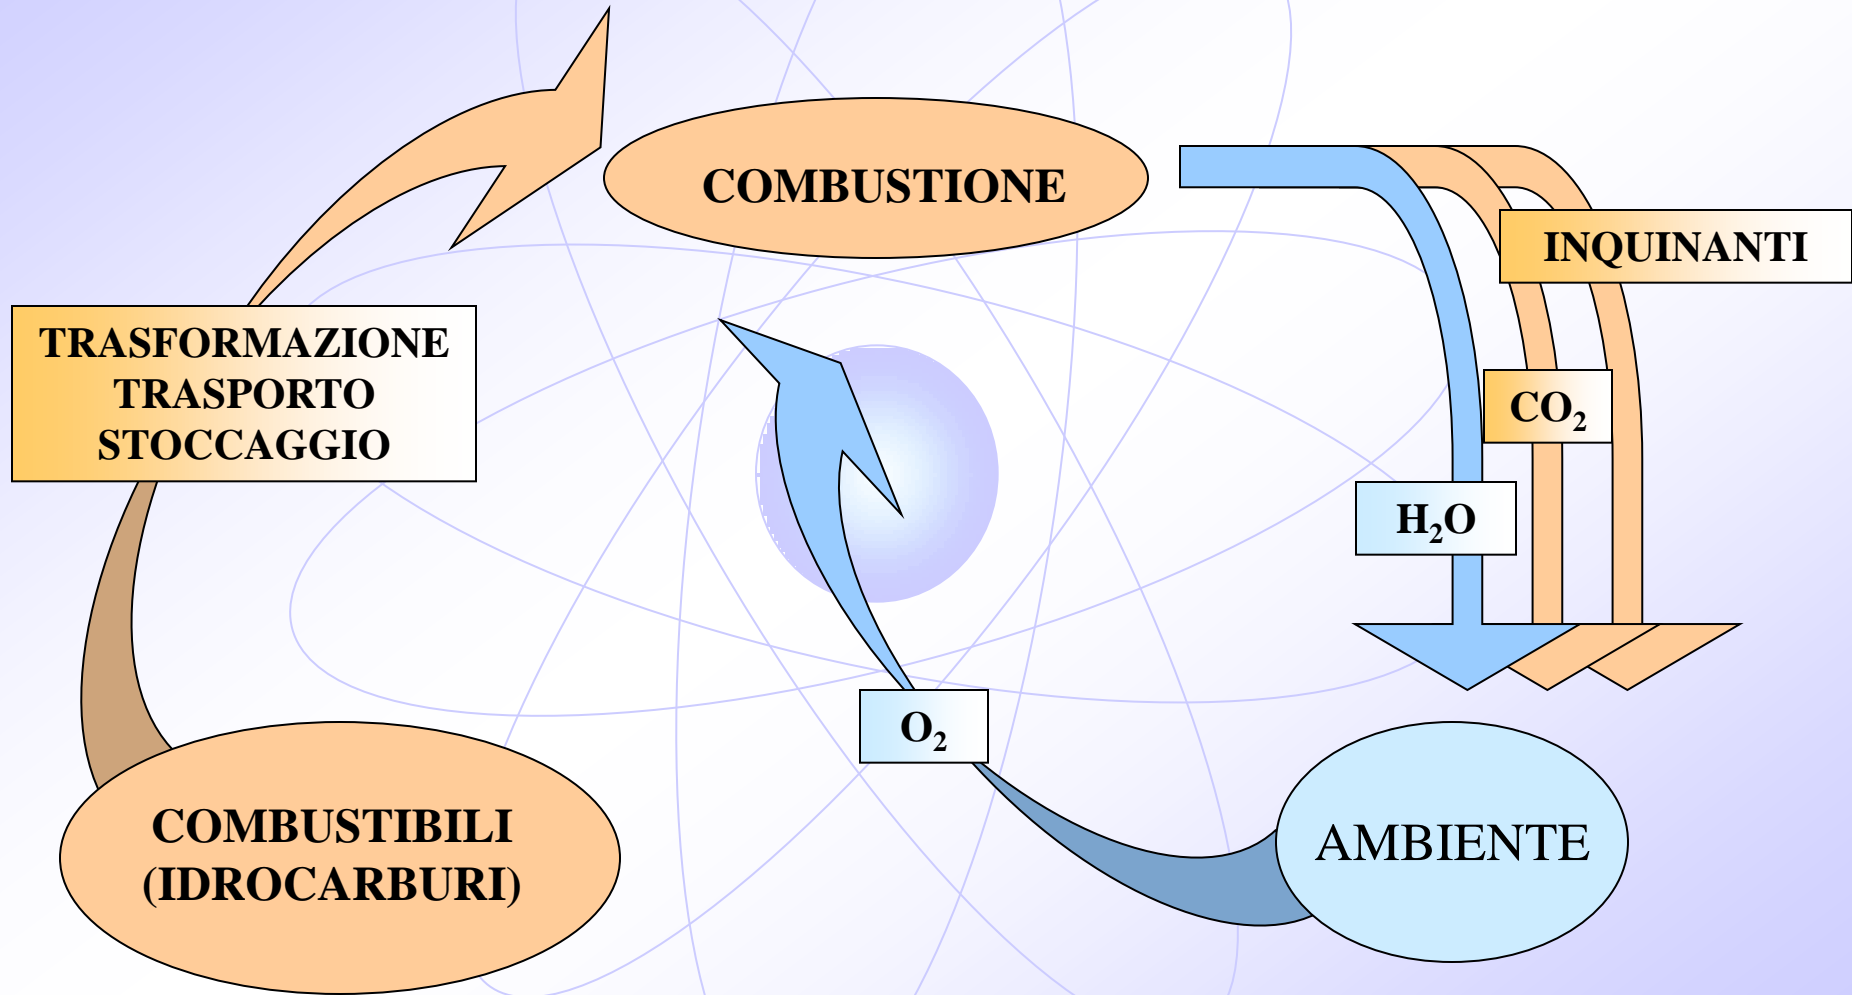 COMBUSTIONE
INQUINANTI
TRASFORMAZIONE
TRASPORTO
STOCCAGGIO
CO₂
H₂O
O₂
COMBUSTIBILI
(IDROCARBURI)
AMBIENTE